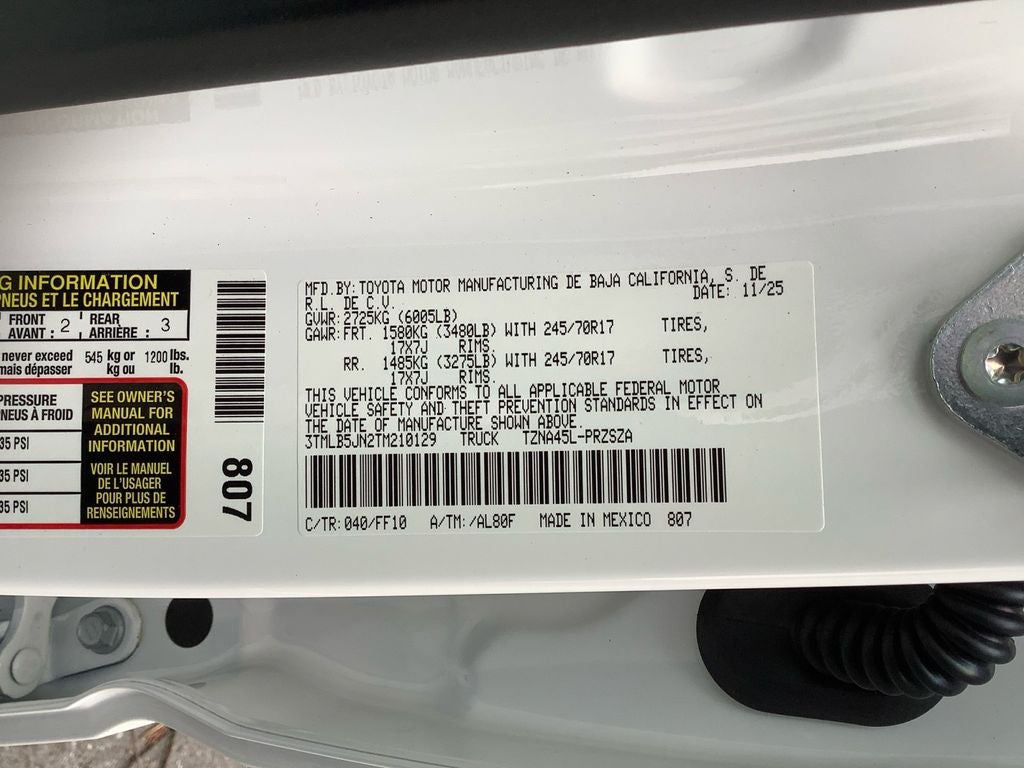 G INFORMATION
PNEUS ET LE CHARGEMENT
FRONT AVANT : 2 REAR ARRIÈRE : 3
never exceed 545 kg or 1200 lbs.
mais dépasser kg ou lb.
PRESSURE
NEUS À FROID
35 PSI
35 PSI
35 PSI
SEE OWNER'S
MANUAL FOR
ADDITIONAL
INFORMATION
VOIR LE MANUEL
DE L'USAGER
POUR PLUS DE
RENSEIGNEMENTS
807
MFD.BY:TOYOTA MOTOR MANUFACTURING DE BAJA CALIFORNIA, S. DE
R.L. DE C.V. DATE: 11/25
GVWR:2725KG (6005LB)
GAWR:FRT. 1580KG (3480LB) WITH 245/70R17 TIRES,
17X7J RIMS.
RR. 1485KG (3275LB) WITH 245/70R17 TIRES,
17X7J RIMS.
THIS VEHICLE CONFORMS TO ALL APPLICABLE FEDERAL MOTOR
VEHICLE SAFETY AND THEFT PREVENTION STANDARDS IN EFFECT ON
THE DATE OF MANUFACTURE SHOWN ABOVE.
3TMLB5JN2TM210129 TRUCK TZNA45L-PRZSZA
C/TR:040/FF10 A/TM:/AL80F MADE IN MEXICO 807